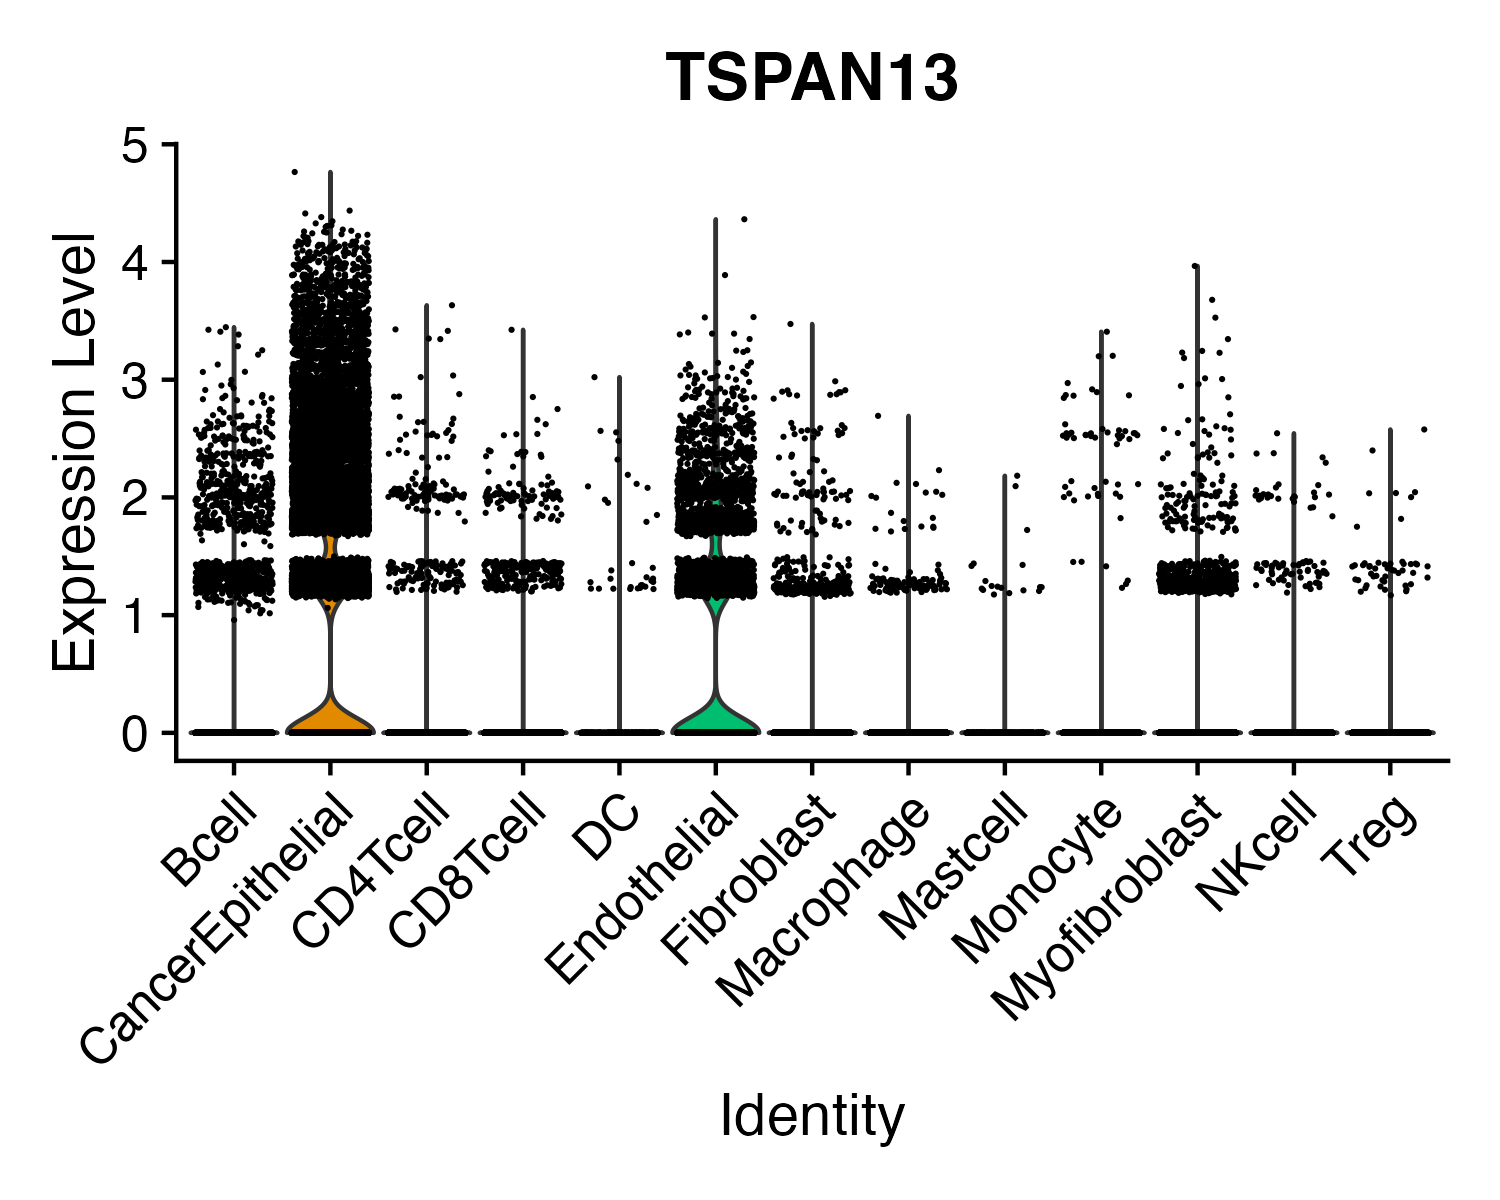 TSPAN13
Expression Level
5
4
3
2
1
0
Bcell
CancerEpithelial
CD4Tcell
CD8Tcell
DC
Endothelial
Fibroblast
Macrophage
Mastcell
Monocyte
Myofibroblast
NKcell
Treg
Identity